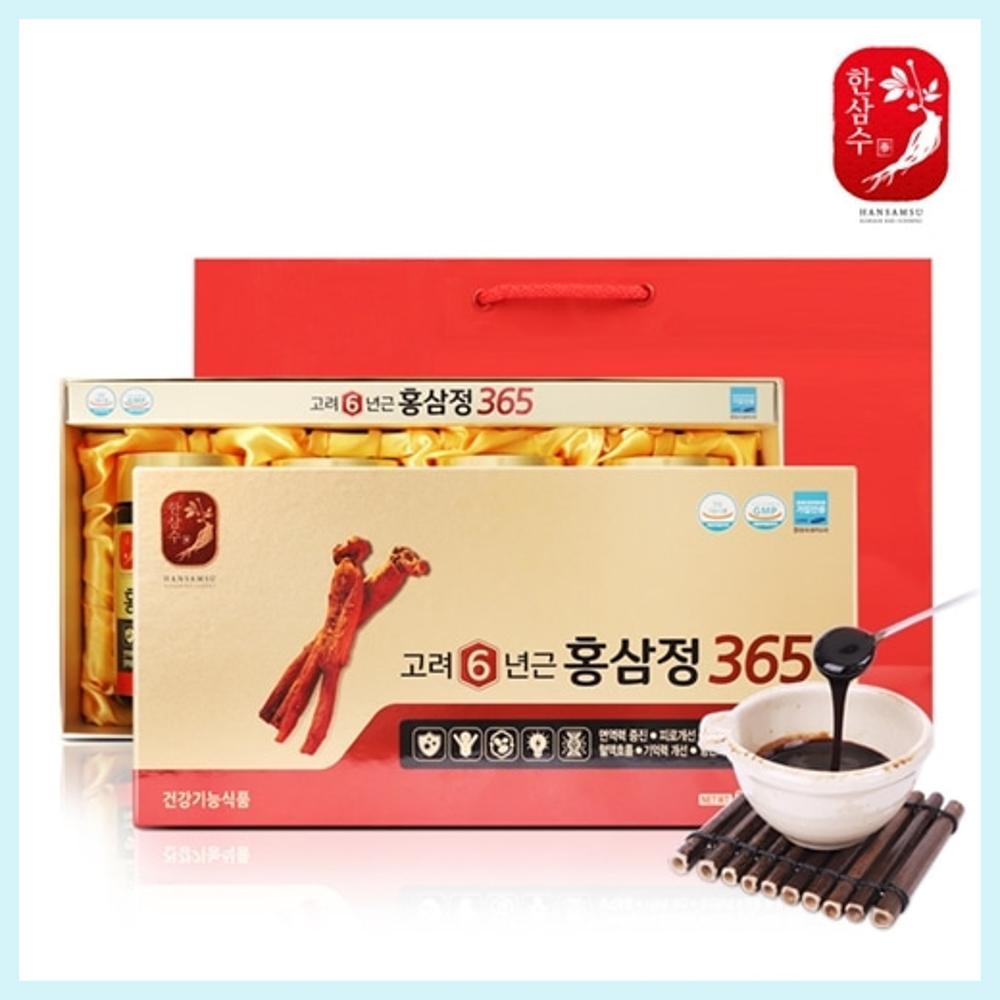 한삼수
HANSAMSU
고려 6 년근 홍삼정 365
한삼수
HANSAMSU
GMP
고려 6 년근 홍삼정 365
면역력 증진 • 피로개선
혈액흐름 • 기억력 개선 •
건강기능식품